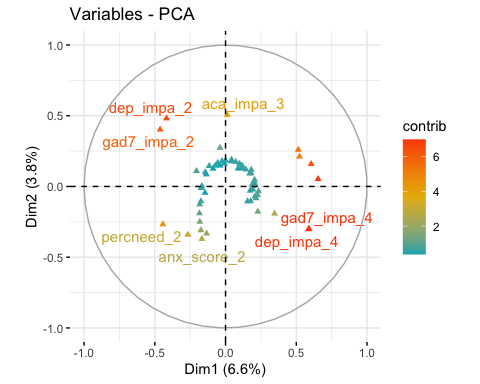 Variables - PCA
1.0
0.5
0.0
-0.5
-1.0
Dim2 (3.8%)
dep_impa_2
aca_impa_3
gad7_impa_2
gad7_impa_4
percneed_2
dep_impa_4
anx_score_2
-1.0 -0.5 0.0 0.5 1.0
Dim1 (6.6%)
contrib
6
4
2